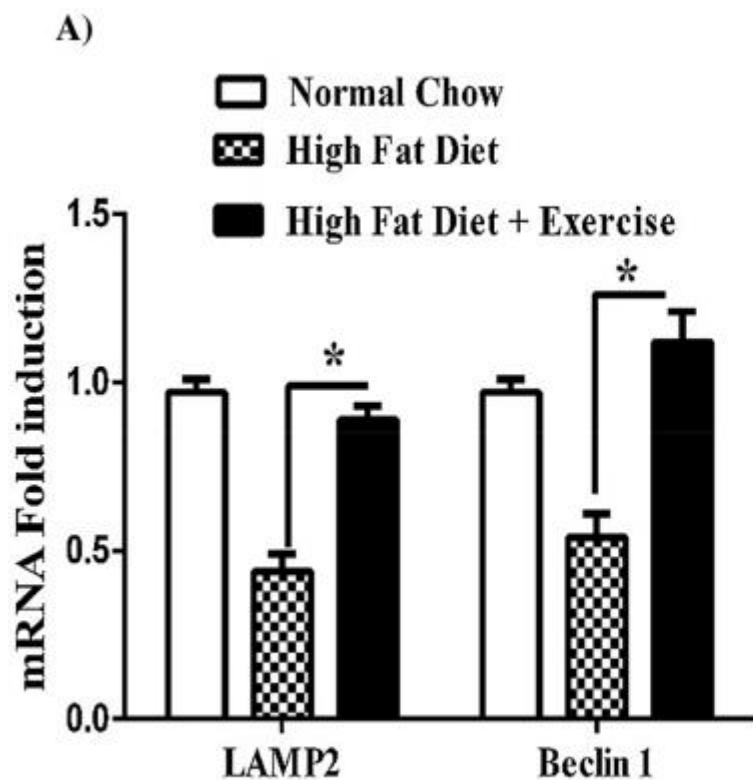 A)
Normal Chow
High Fat Diet
High Fat Diet + Exercise
mRNA Fold induction
1.5
1.0
0.5
0.0
*
*
LAMP2
Beclin 1